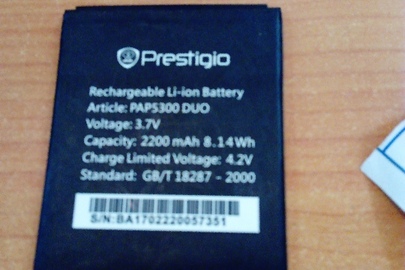 Prestigio
Rechargeable Li-ion Battery
Article: PAP5300 DUO
Voltage: 3.7V
Capacity: 2200 mAh 8.14Wh
Charge Limited Voltage: 4.2V
Standard: GB/T 18287 - 2000
S/N: BA1702220057351